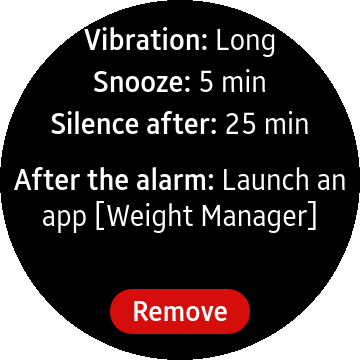 Vibration: Long
Snooze: 5 min
Silence after: 25 min
After the alarm: Launch an
app [Weight Manager]
Remove